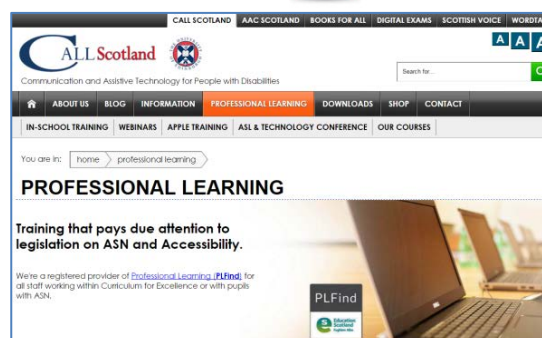 CALL SCOTLAND AAC SCOTLAND BOOKS FOR ALL DIGITAL EXAMS SCOTTISH VOICE
CALL Scotland
A A A
Communication and Assistive Technology for People with Disabilities
Search for...
ABOUT US BLOG INFORMATION PROFESSIONAL LEARNING DOWNLOADS SHOP CONTACT
IN-SCHOOL TRAINING WEBINARS APPLE TRAINING ASL & TECHNOLOGY CONFERENCE OUR COURSES
You are in: home professional learning
PROFESSIONAL LEARNING
Training that pays due attention to
legislation on ASN and Accessibility.
We're a registered provider of Professional Learning (PLFind) for
all staff working within Curriculum for Excellence or with pupils
with ASN.
PLFind
Education
Scotland